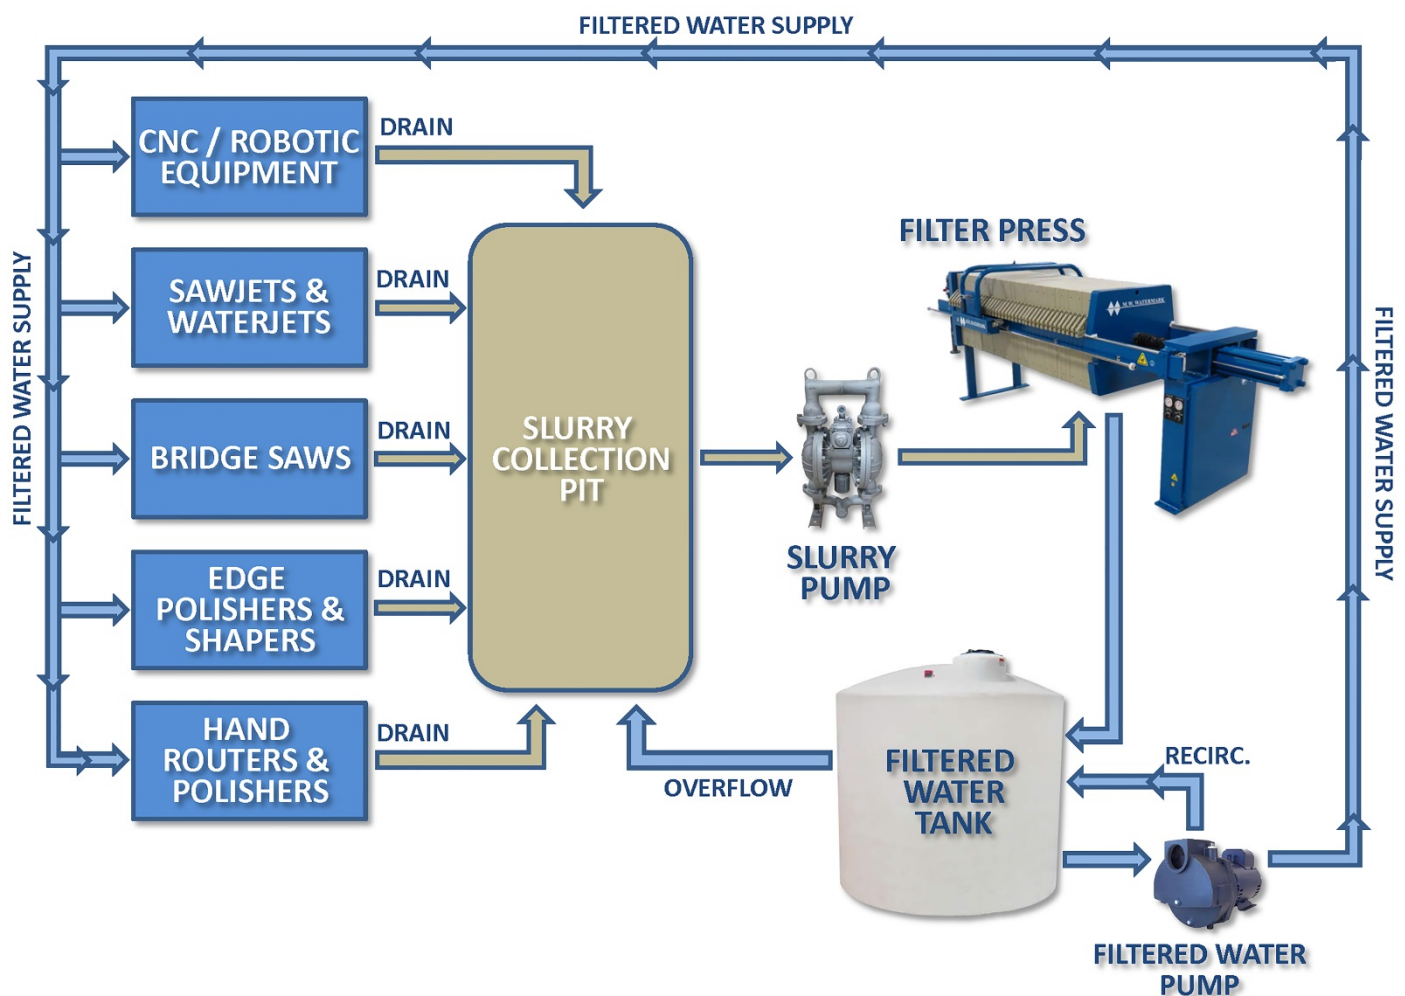 FILTERED WATER SUPPLY
CNC / ROBOTIC
EQUIPMENT
DRAIN
FILTER PRESS
M.W. WATERMARK
SAWJETS &
WATERJETS
DRAIN
FILTERED WATER SUPPLY
FILTERED WATER SUPPLY
BRIDGE SAWS
DRAIN
SLURRY
COLLECTION
PIT
SLURRY
PUMP
EDGE
POLISHERS &
SHAPERS
DRAIN
HAND
ROUTERS &
POLISHERS
DRAIN
OVERFLOW
FILTERED
WATER
TANK
RECIRC.
FILTERED WATER
PUMP